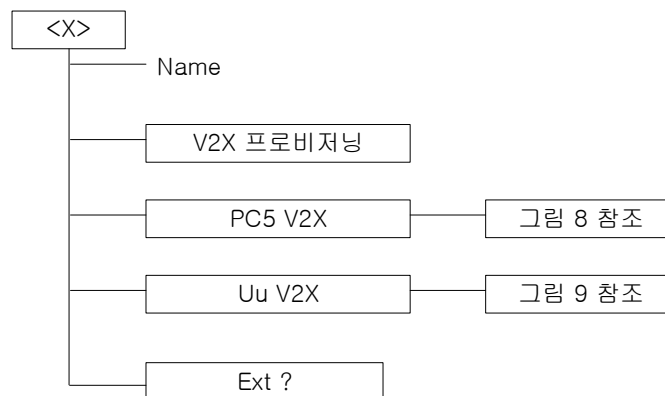 <X>
Name
V2X 프로비저닝
PC5 V2X
그림 8 참조
Uu V2X
그림 9 참조
Ext ?